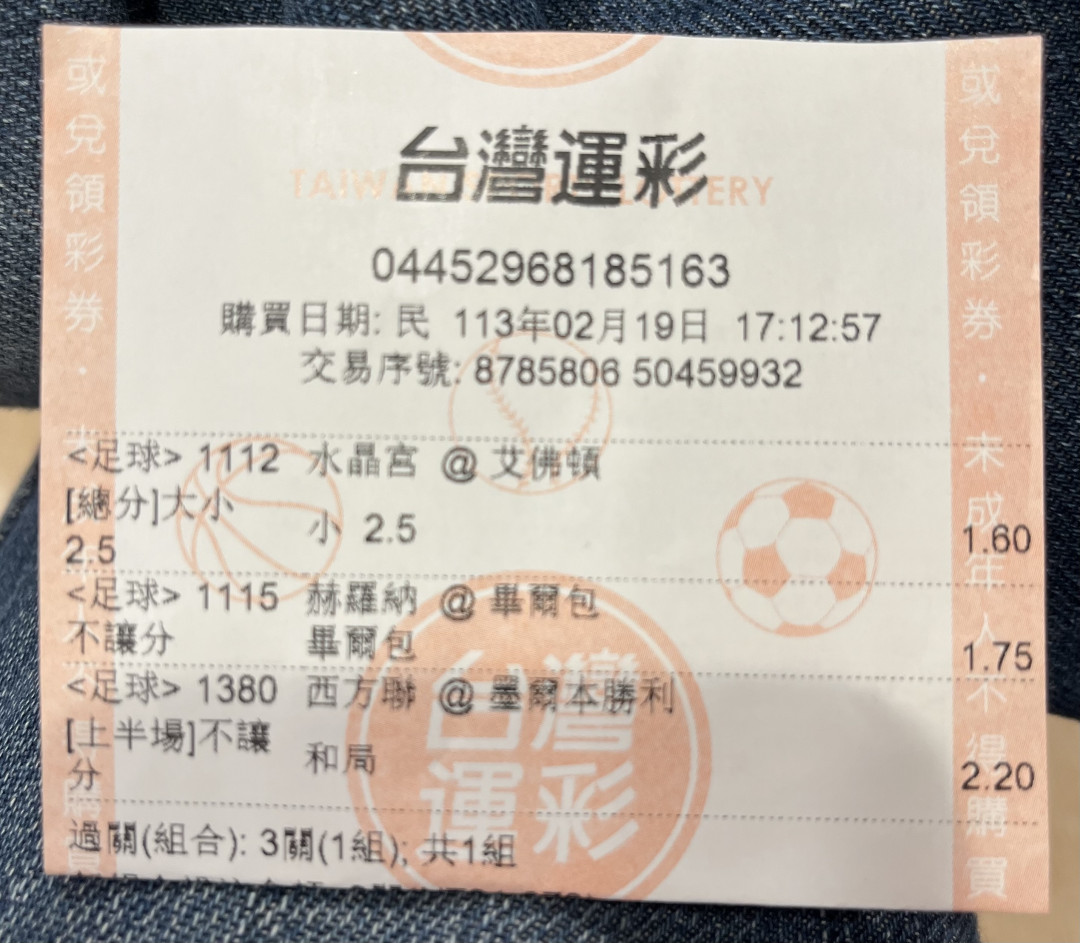 台灣運彩
TAIW ERY
04452968185163
購買日期: 民 113年02月19日 17:12:57
交易序號: 8785806 50459932
<足球> 1112 水晶宮 @ 艾佛頓
[總分]大小
小 2.5
2.5
1.60
<足球> 1115 赫羅納 @ 畢爾包
不讓分 畢爾包
1.75
<足球> 1380 西方聯 @ 墨爾本勝利
[上半場]不讓
和局
分
2.20
過關(組合): 3關(1組); 共1組
台灣
運彩
或兌領彩券.
或兌領彩券.未成年人不得購買